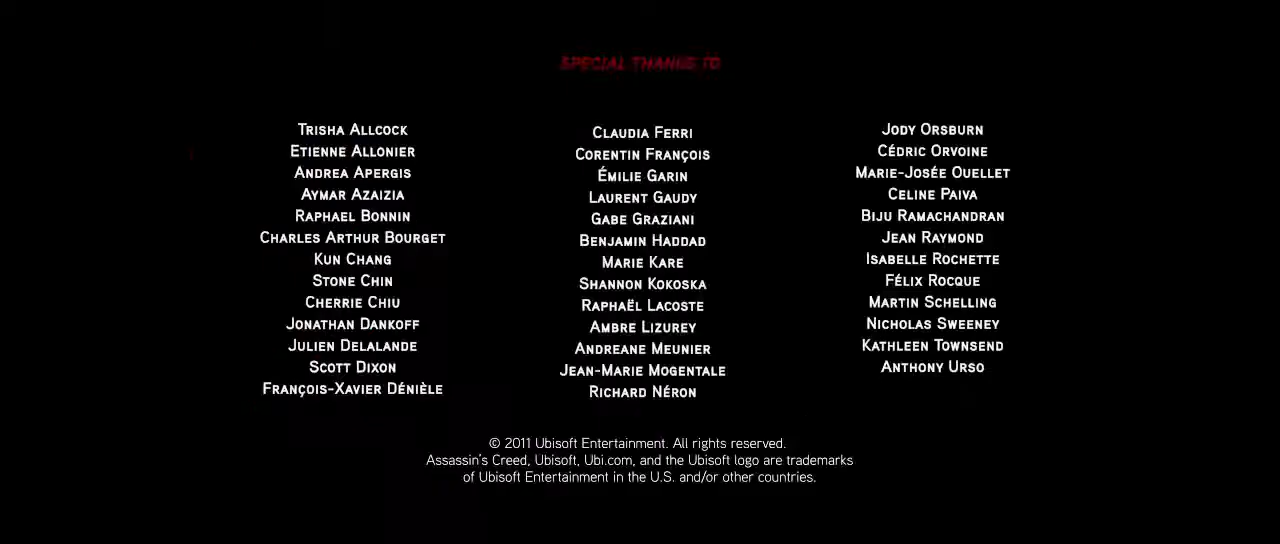 SPECIAL THANKS TO
TRISHA ALLCOCK
ETIENNE ALLONIER
ANDREA APERGIS
AYMAR AZAIZIA
RAPHAEL BONNIN
CHARLES ARTHUR BOURGET
KUN CHANG
STONE CHIN
CHERRIE CHIU
JONATHAN DANKOFF
JULIEN DELALANDE
SCOTT DIXON
FRANÇOIS-XAVIER DÉNIÈLE
CLAUDIA FERRI
CORENTIN FRANÇOIS
ÉMILIE GARIN
LAURENT GAUDY
GABE GRAZIANI
BENJAMIN HADDAD
MARIE KARE
SHANNON KOKOSKA
RAPHAËL LACOSTE
AMBRE LIZUREY
ANDREANE MEUNIER
JEAN-MARIE MOGENTALE
RICHARD NÉRON
JODY ORSBURN
CÉDRIC ORVOINE
MARIE-JOSÉE OUELLET
CELINE PAIVA
BIJU RAMACHANDRAN
JEAN RAYMOND
ISABELLE ROCHETTE
FÉLIX ROCQUE
MARTIN SCHELLING
NICHOLAS SWEENEY
KATHLEEN TOWNSEND
ANTHONY URSO
© 2011 Ubisoft Entertainment. All rights reserved.
Assassin's Creed, Ubisoft, Ubi.com, and the Ubisoft logo are trademarks
of Ubisoft Entertainment in the U.S. and/or other countries.